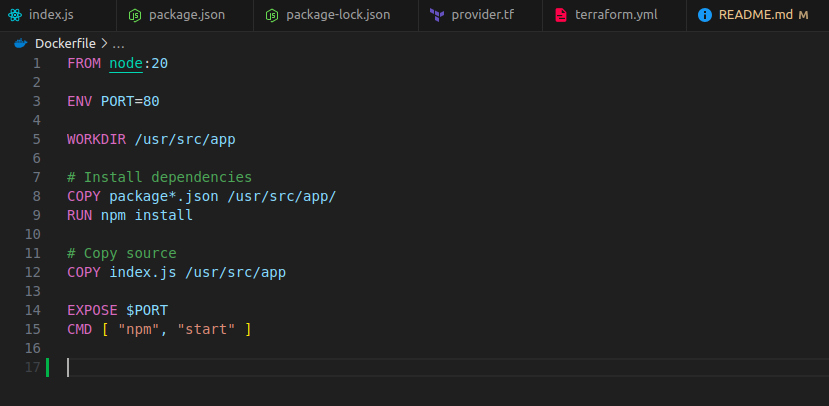 index.js package.json package-lock.json provider.tf terraform.yml README.md M
Dockerfile > ...
1 FROM node:20
2
3 ENV PORT=80
4
5 WORKDIR /usr/src/app
6
7 # Install dependencies
8 COPY package*.json /usr/src/app/
9 RUN npm install
10
11 # Copy source
12 COPY index.js /usr/src/app
13
14 EXPOSE $PORT
15 CMD [ "npm", "start" ]
16
17